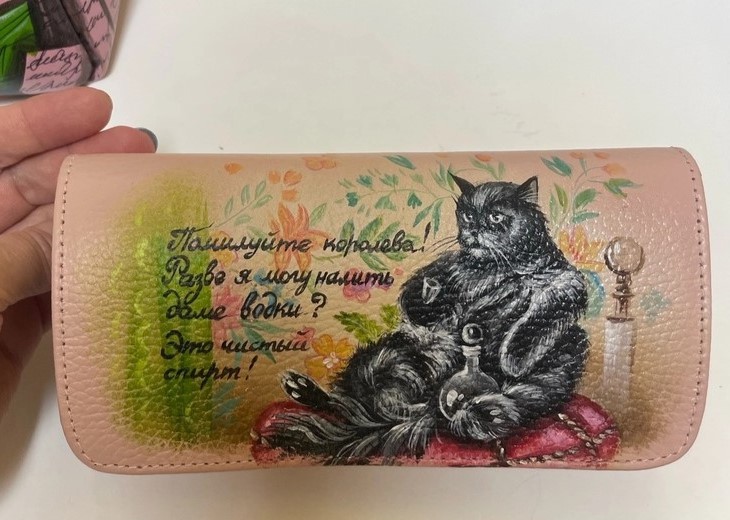 Помилуйте королева!
Разве я могу налить
даме водки?
Это чистый
спирт!